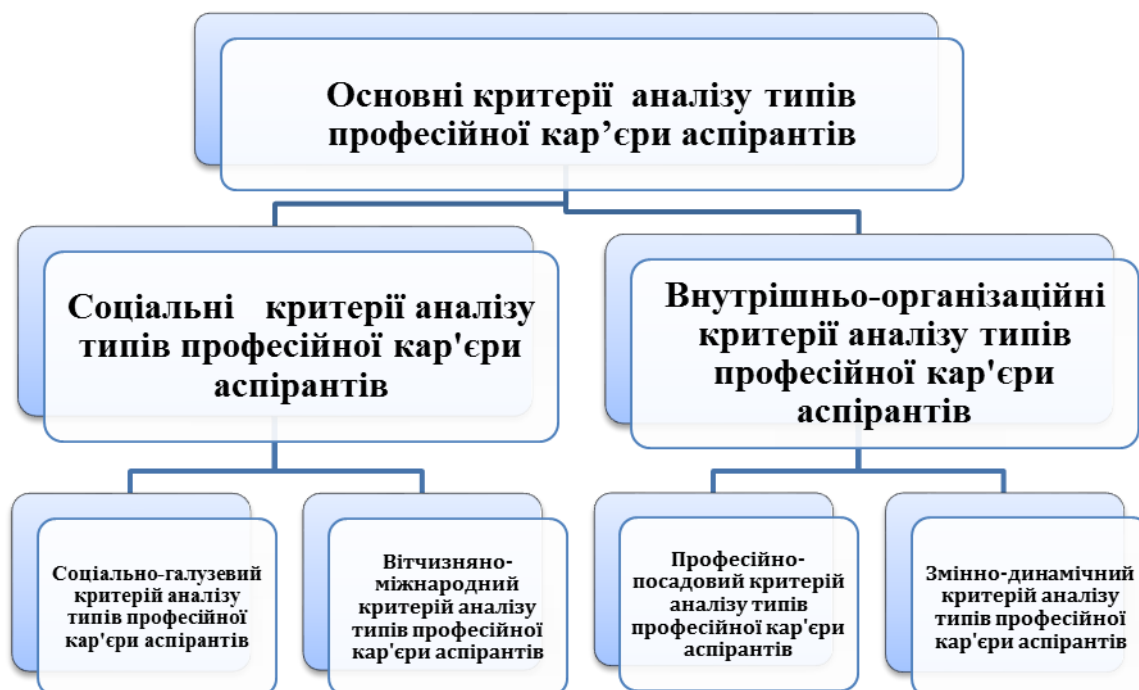 Основні критерії аналізу типів
професійної кар’єри аспірантів
Соціальні критерії аналізу
типів професійної кар'єри
аспірантів
Внутрішньо-організаційні
критерії аналізу типів
професійної кар'єри
аспірантів
Соціально-галузевий
критерій аналізу
типів професійної
кар'єри аспірантів
Вітчизняно-
міжнародний
критерій аналізу
типів професійної
кар'єри аспірантів
Професійно-
посадовий критерій
аналізу типів
професійної кар'єри
аспірантів
Змінно-динамічний
критерій аналізу
типів професійної
кар'єри аспірантів